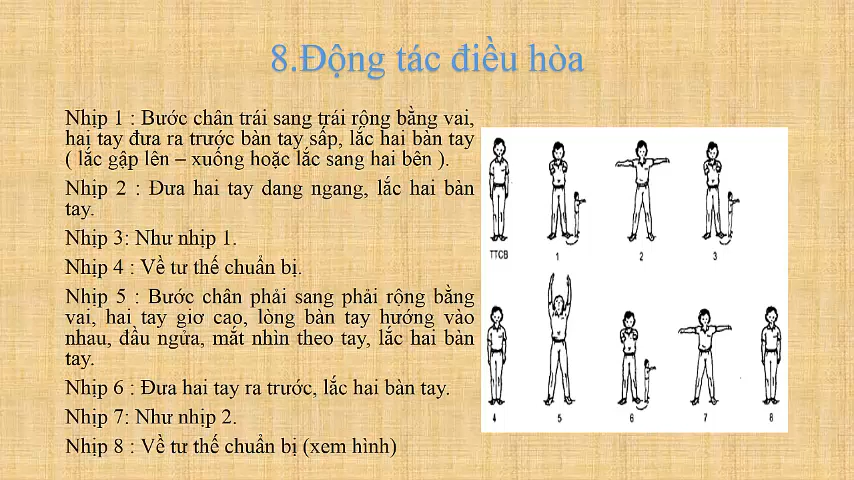 8.Động tác điều hòa
Nhịp 1 : Bước chân trái sang trái rộng bằng vai,
hai tay đưa ra trước bàn tay sấp, lắc hai bàn tay
( lắc gập lên – xuống hoặc lắc sang hai bên ).
Nhịp 2 : Đưa hai tay dang ngang, lắc hai bàn
tay.
Nhịp 3: Như nhịp 1.
Nhịp 4 : Về tư thế chuẩn bị.
Nhịp 5 : Bước chân phải sang phải rộng bằng
vai, hai tay giơ cao, lòng bàn tay hướng vào
nhau, đầu ngửa, mắt nhìn theo tay, lắc hai bàn
tay.
Nhịp 6 : Đưa hai tay ra trước, lắc hai bàn tay.
Nhịp 7: Như nhịp 2.
Nhịp 8 : Về tư thế chuẩn bị (xem hình)
TTCB 1 2 3
4 5 6 7 8